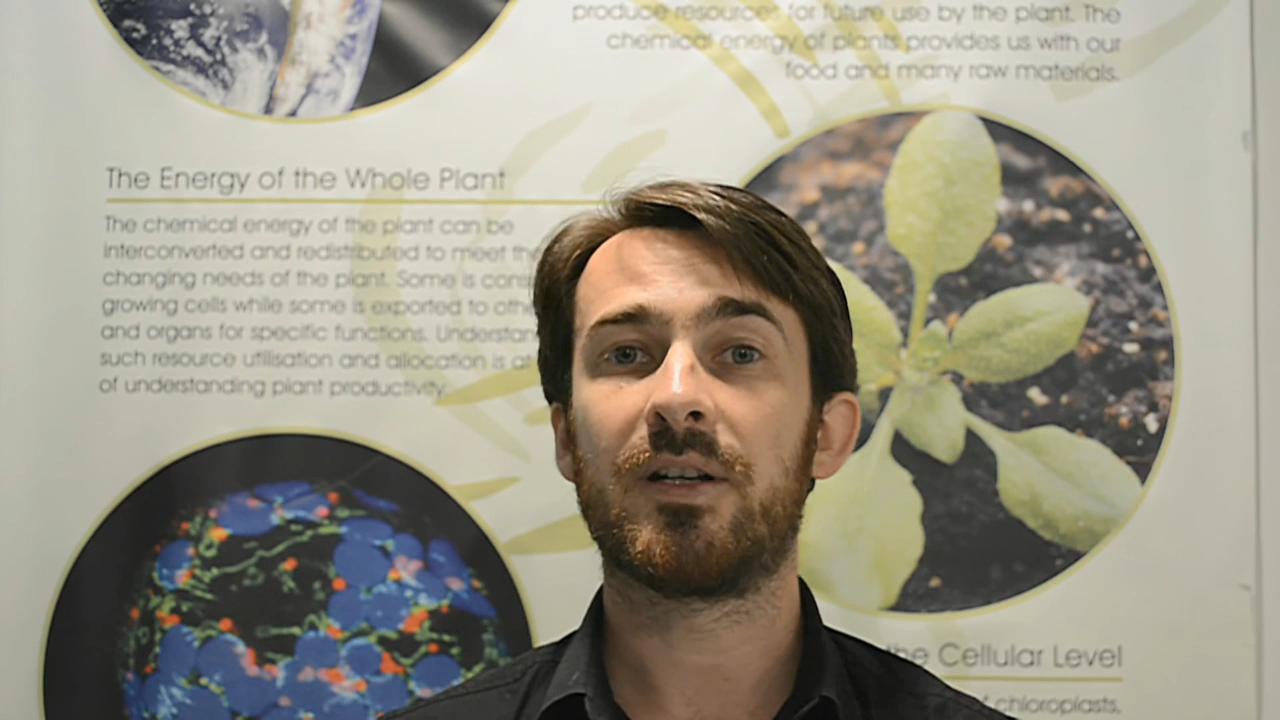 produce resources for future use by the plant. The
chemical energy of plants provides us with our
food and many raw materials.
The Energy of the Whole Plant
The chemical energy of the plant can be
interconverted and redistributed to meet the
changing needs of the plant. Some is
growing cells while some is exported to
and organs for specific functions.
such resource utilisation and allocation is
of understanding plant productivity.
the Cellular Level
of chloroplasts,